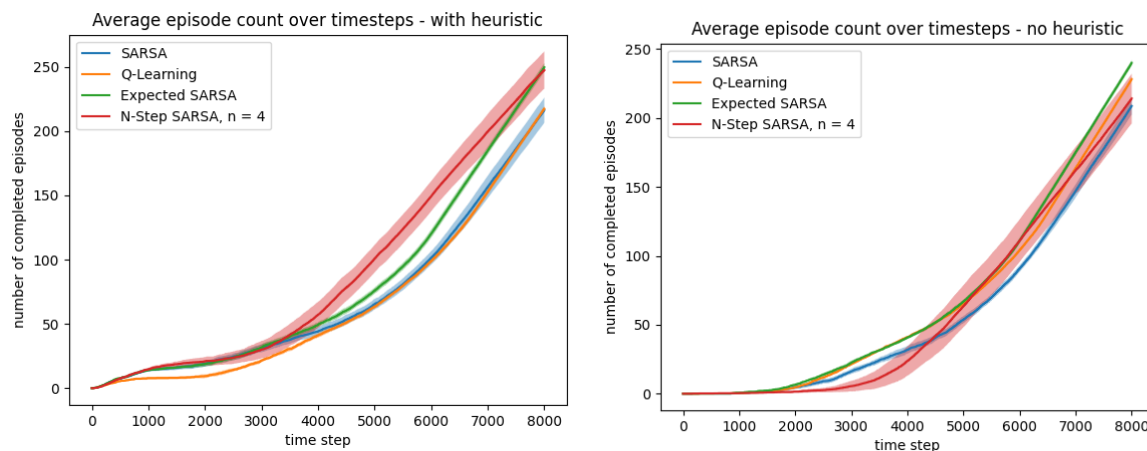 Average episode count over timesteps - with heuristic
SARSA
Q-Learning
Expected SARSA
N-Step SARSA, n = 4
250
200
150
100
50
0
number of completed episodes
0 1000 2000 3000 4000 5000 6000 7000 8000
time step
Average episode count over timesteps - no heuristic
SARSA
Q-Learning
Expected SARSA
N-Step SARSA, n = 4
250
200
150
100
50
0
number of completed episodes
0 1000 2000 3000 4000 5000 6000 7000 8000
time step